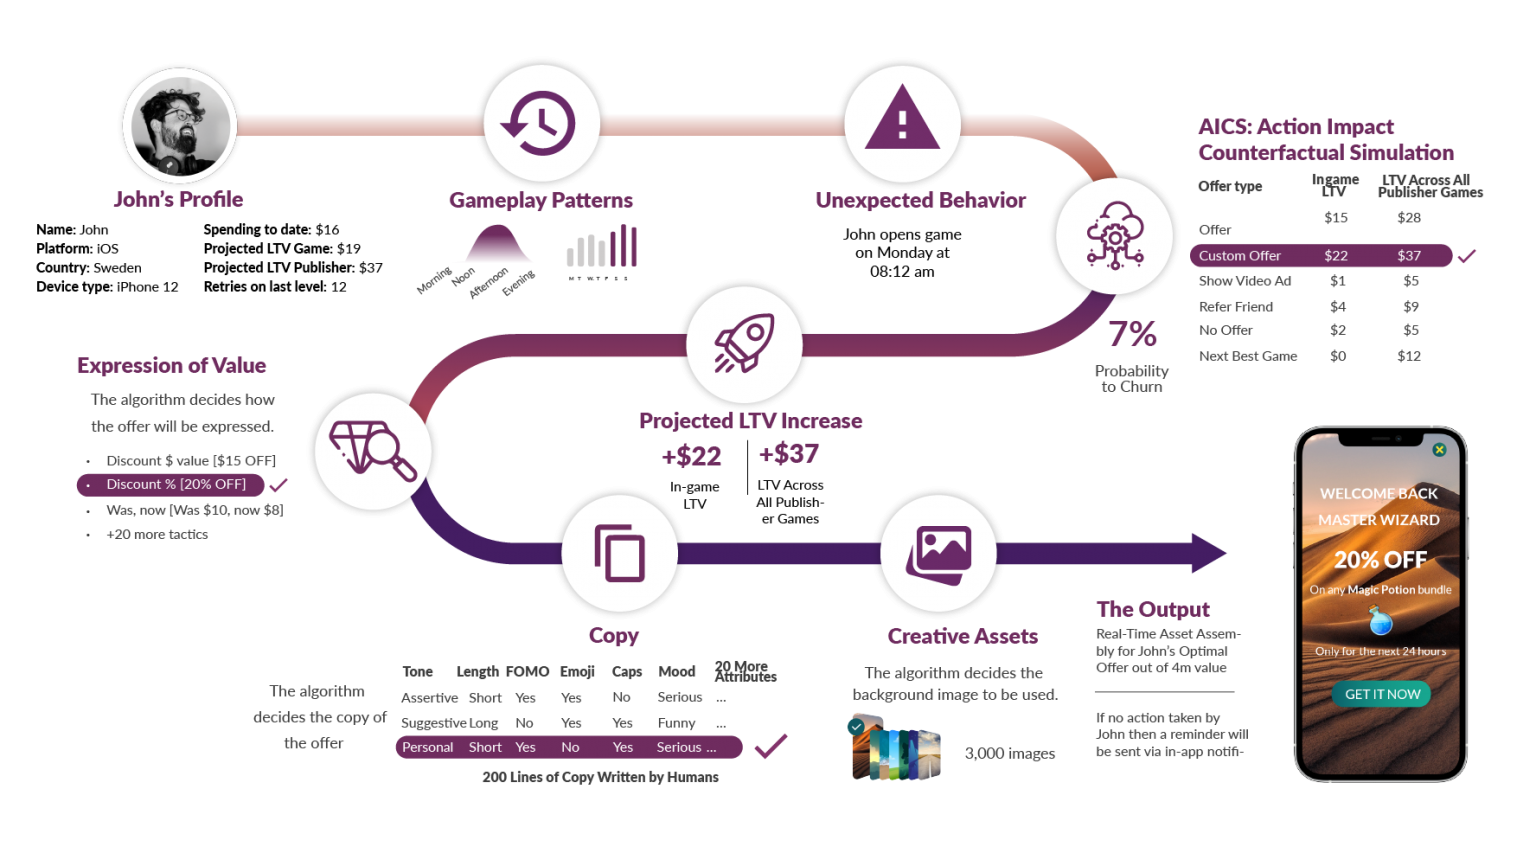 John's Profile
Name: John
Platform: iOS
Country: Sweden
Device type: iPhone 12
Spending to date: $16
Projected LTV Game: $19
Projected LTV Publisher: $37
Retries on last level: 12
Gameplay Patterns
Morning
Noon
Afternoon
Evening
M T W T F S S
Unexpected Behavior
John opens game
on Monday at
08:12 am
7%
Probability
to Churn
AICS: Action Impact
Counterfactual Simulation
Offer type Ingame LTV LTV Across All Publisher Games
Offer $15 $28
Custom Offer $22 $37
Show Video Ad $1 $5
Refer Friend $4 $9
No Offer $2 $5
Next Best Game $0 $12
Projected LTV Increase
+$22
In-game
LTV
+$37
LTV Across
All Publish-
er Games
Expression of Value
The algorithm decides how
the offer will be expressed.
• Discount $ value [$15 OFF]
• Discount % [20% OFF]
• Was, now [Was $10, now $8]
• +20 more tactics
Copy
The algorithm
decides the copy of
the offer
Tone Length FOMO Emoji Caps Mood 20 More Attributes
Assertive Short Yes Yes No Serious ...
Suggestive Long No Yes Yes Funny ...
Personal Short Yes No Yes Serious ...
200 Lines of Copy Written by Humans
Creative Assets
The algorithm decides the
background image to be used.
3,000 images
The Output
Real-Time Asset Assem-
bly for John's Optimal
Offer out of 4m value
If no action taken by
John then a reminder will
be sent via in-app notifi-
WELCOME BACK
MASTER WIZARD
20% OFF
On any Magic Potion bundle
Only for the next 24 hours
GET IT NOW